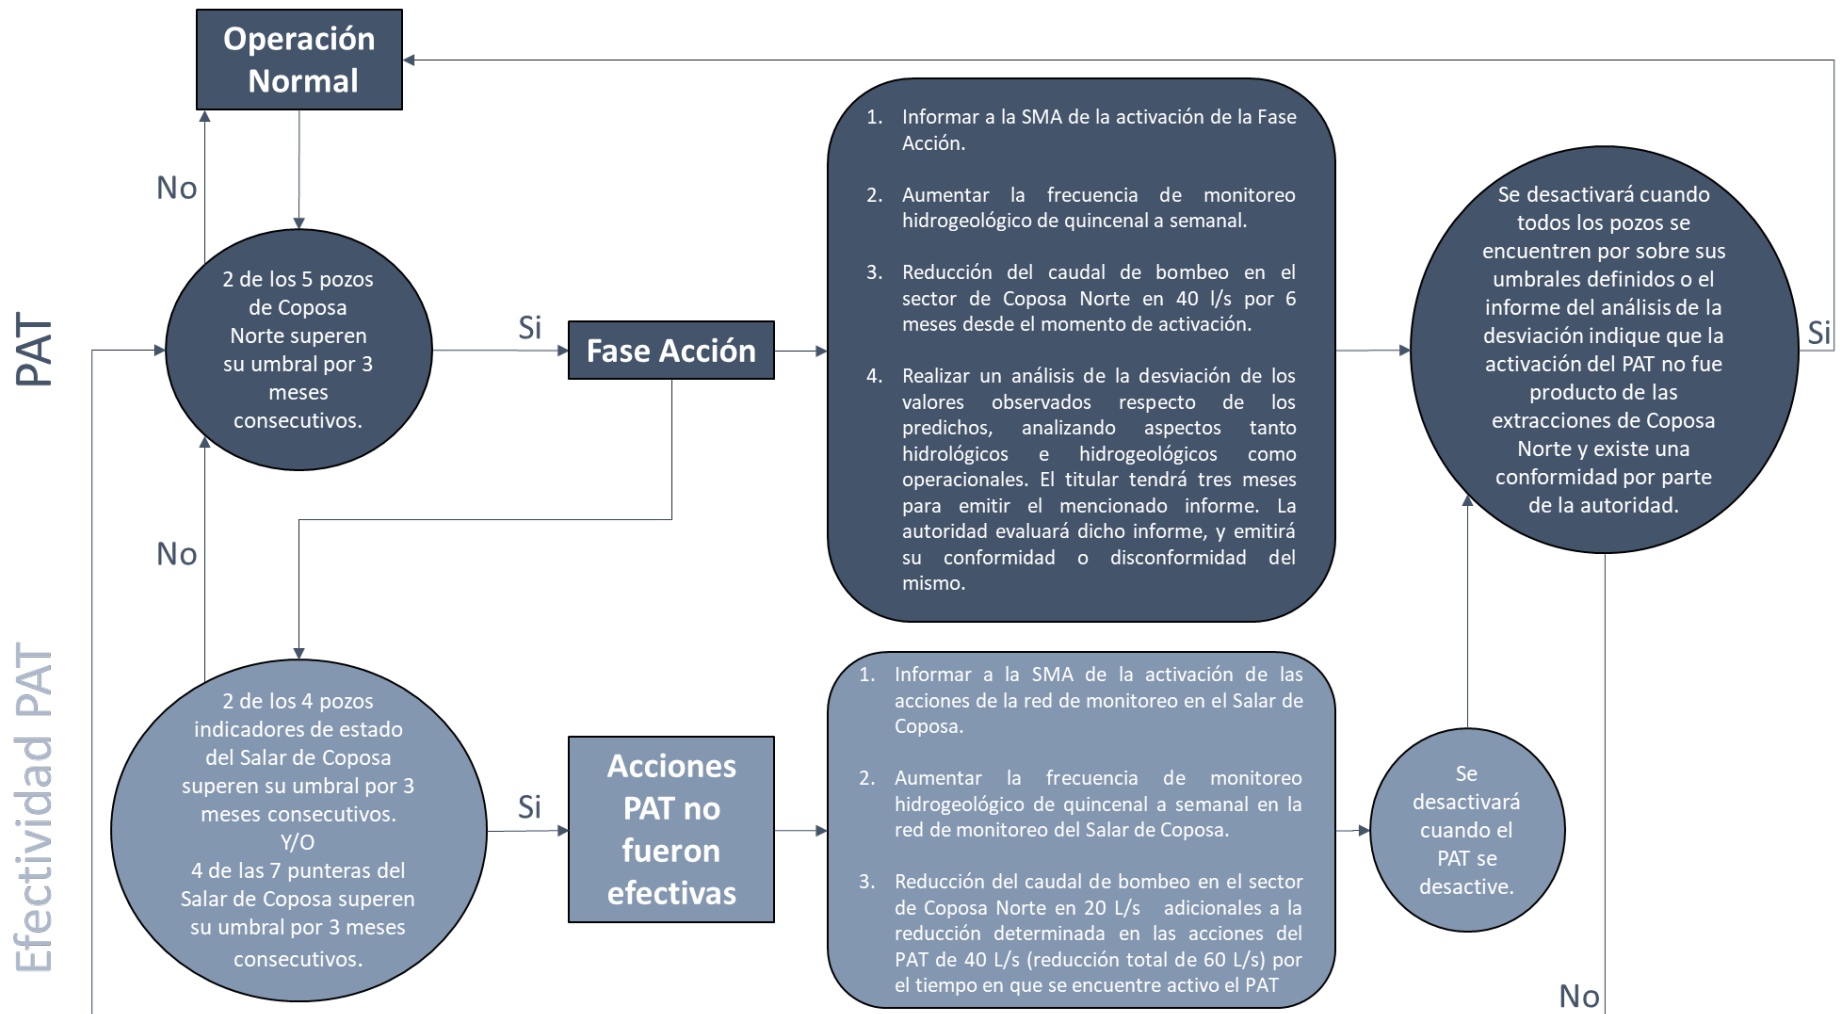 Operación
Normal
No
PAT
2 de los 5 pozos
de Coposa
Norte superen
su umbral por 3
meses
consecutivos.
Si
Fase Acción
1. Informar a la SMA de la activación de la Fase
Acción.
2. Aumentar la frecuencia de monitoreo
hidrogeológico de quincenal a semanal.
3. Reducción del caudal de bombeo en el
sector de Coposa Norte en 40 l/s por 6
meses desde el momento de activación.
4. Realizar un análisis de la desviación de los
valores observados respecto de los
predichos, analizando aspectos tanto
hidrológicos e hidrogeológicos como
operacionales. El titular tendrá tres meses
para emitir el mencionado informe. La
autoridad evaluará dicho informe, y emitirá
su conformidad o disconformidad del
mismo.
Se desactivará cuando
todos los pozos se
encuentren por sobre sus
umbrales definidos o el
informe del análisis de la
desviación indique que la
activación del PAT no fue
producto de las
extracciones de Coposa
Norte y existe una
conformidad por parte
de la autoridad.
Si
No
Efectividad PAT
2 de los 4 pozos
indicadores de estado
del Salar de Coposa
superen su umbral por 3
meses consecutivos.
Y/O
4 de las 7 punteras del
Salar de Coposa superen
su umbral por 3 meses
consecutivos.
Si
Acciones
PAT no
fueron
efectivas
1. Informar a la SMA de la activación de las
acciones de la red de monitoreo en el Salar de
Coposa.
2. Aumentar la frecuencia de monitoreo
hidrogeológico de quincenal a semanal en la
red de monitoreo del Salar de Coposa.
3. Reducción del caudal de bombeo en el sector
de Coposa Norte en 20 L/s adicionales a la
reducción determinada en las acciones del
PAT de 40 L/s (reducción total de 60 L/s) por
el tiempo en que se encuentre activo el PAT
Se
desactivará
cuando el
PAT se
desactive.
No